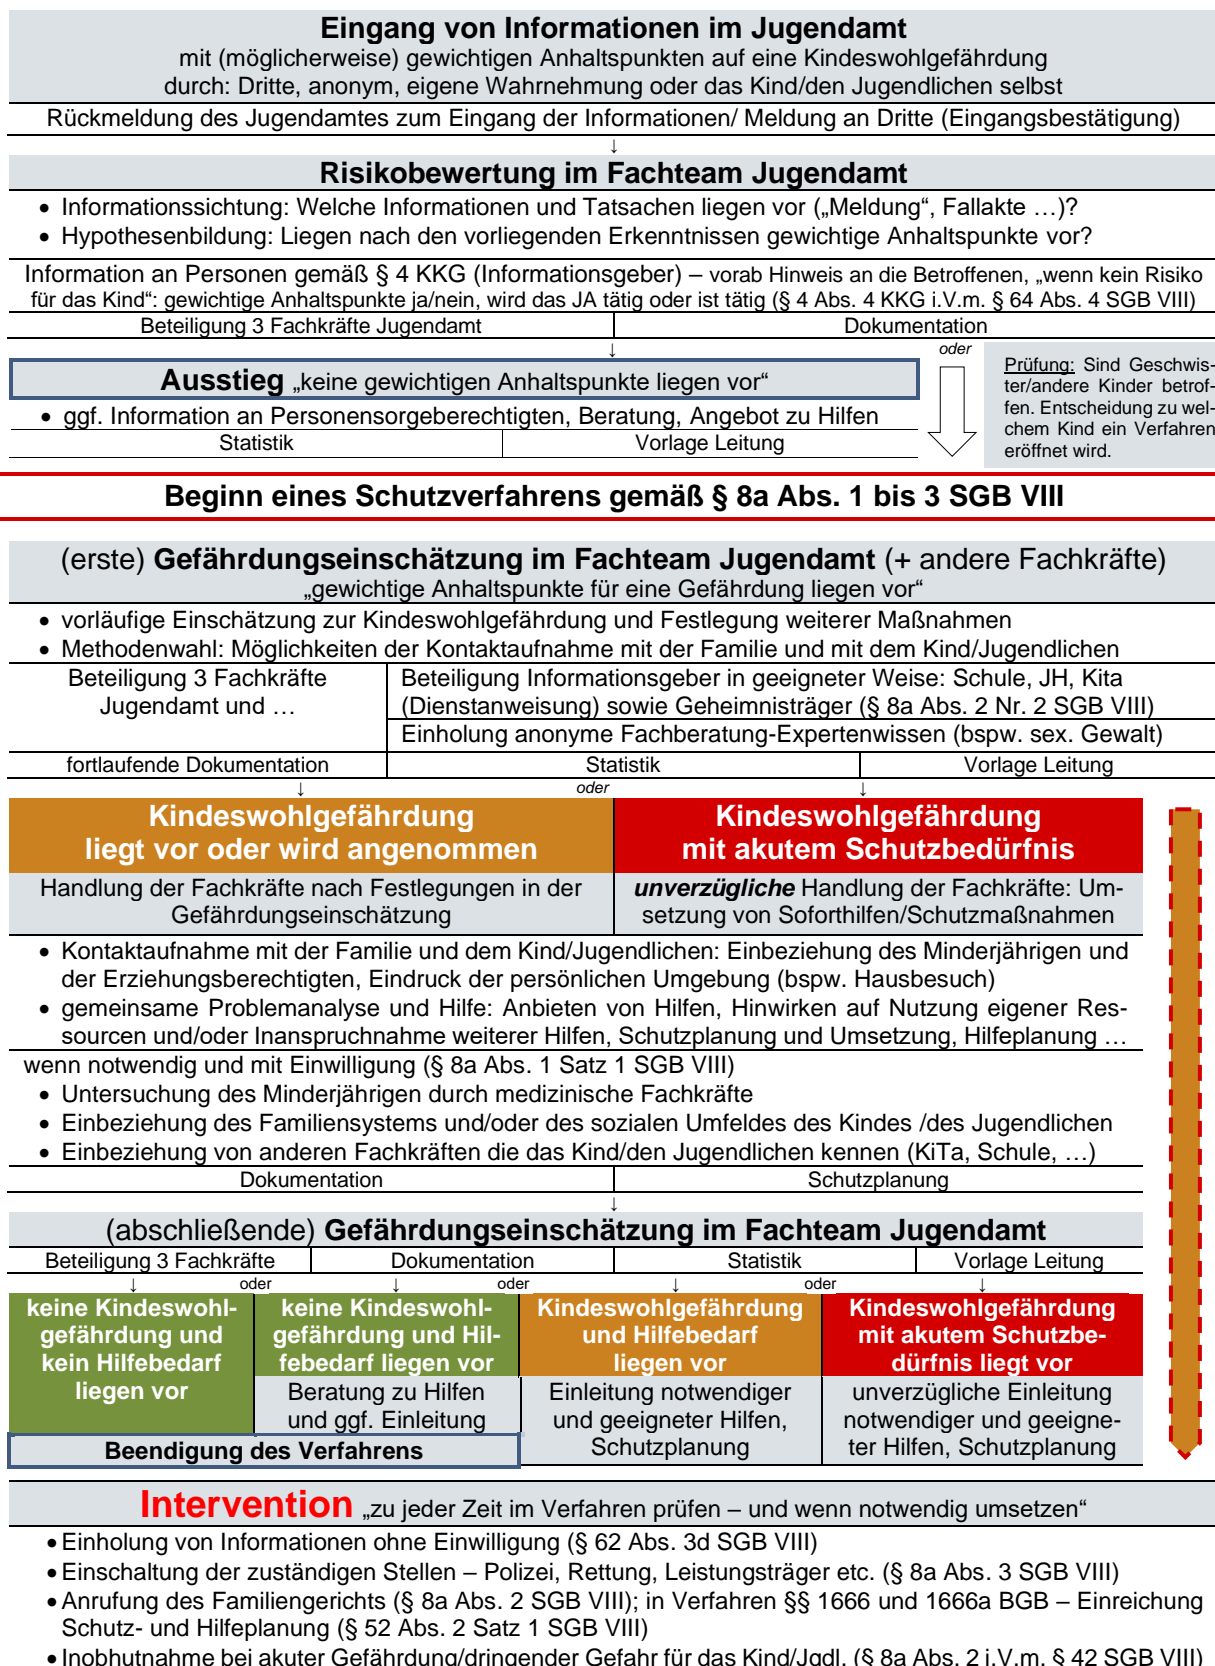 Eingang von Informationen im Jugendamt
mit (möglicherweise) gewichtigen Anhaltspunkten auf eine Kindeswohlgefährdung
durch: Dritte, anonym, eigene Wahrnehmung oder das Kind/den Jugendlichen selbst
Rückmeldung des Jugendamtes zum Eingang der Informationen/ Meldung an Dritte (Eingangsbestätigung)
↓
Risikobewertung im Fachteam Jugendamt
• Informationssichtung: Welche Informationen und Tatsachen liegen vor („Meldung“, Fallakte …)?
• Hypothesenbildung: Liegen nach den vorliegenden Erkenntnissen gewichtige Anhaltspunkte vor?
Information an Personen gemäß § 4 KKG (Informationsgeber) – vorab Hinweis an die Betroffenen, „wenn kein Risiko
für das Kind“: gewichtige Anhaltspunkte ja/nein, wird das JA tätig oder ist tätig (§ 4 Abs. 4 KKG i.V.m. § 64 Abs. 4 SGB VIII)
Beteiligung 3 Fachkräfte Jugendamt Dokumentation
↓ oder
Ausstieg „keine gewichtigen Anhaltspunkte liegen vor“
• ggf. Information an Personensorgeberechtigten, Beratung, Angebot zu Hilfen
Statistik Vorlage Leitung
Prüfung: Sind Geschwis-
ter/andere Kinder betrof-
fen. Entscheidung zu wel-
chem Kind ein Verfahren
eröffnet wird.
Beginn eines Schutzverfahrens gemäß § 8a Abs. 1 bis 3 SGB VIII
(erste) Gefährdungseinschätzung im Fachteam Jugendamt (+ andere Fachkräfte)
„gewichtige Anhaltspunkte für eine Gefährdung liegen vor“
• vorläufige Einschätzung zur Kindeswohlgefährdung und Festlegung weiterer Maßnahmen
• Methodenwahl: Möglichkeiten der Kontaktaufnahme mit der Familie und mit dem Kind/Jugendlichen
Beteiligung 3 Fachkräfte
Jugendamt und …
Beteiligung Informationsgeber in geeigneter Weise: Schule, JH, Kita
(Dienstanweisung) sowie Geheimnisträger (§ 8a Abs. 2 Nr. 2 SGB VIII)
Einholung anonyme Fachberatung-Expertenwissen (bspw. sex. Gewalt)
fortlaufende Dokumentation Statistik Vorlage Leitung
↓ oder ↓
Kindeswohlgefährdung
liegt vor oder wird angenommen
Handlung der Fachkräfte nach Festlegungen in der
Gefährdungseinschätzung
Kindeswohlgefährdung
mit akutem Schutzbedürfnis
unverzügliche Handlung der Fachkräfte: Um-
setzung von Soforthilfen/Schutzmaßnahmen
• Kontaktaufnahme mit der Familie und dem Kind/Jugendlichen: Einbeziehung des Minderjährigen und
der Erziehungsberechtigten, Eindruck der persönlichen Umgebung (bspw. Hausbesuch)
• gemeinsame Problemanalyse und Hilfe: Anbieten von Hilfen, Hinwirken auf Nutzung eigener Res-
sourcen und/oder Inanspruchnahme weiterer Hilfen, Schutzplanung und Umsetzung, Hilfeplanung …
wenn notwendig und mit Einwilligung (§ 8a Abs. 1 Satz 1 SGB VIII)
• Untersuchung des Minderjährigen durch medizinische Fachkräfte
• Einbeziehung des Familiensystems und/oder des sozialen Umfeldes des Kindes /des Jugendlichen
• Einbeziehung von anderen Fachkräften die das Kind/den Jugendlichen kennen (KiTa, Schule, …)
Dokumentation Schutzplanung
↓
(abschließende) Gefährdungseinschätzung im Fachteam Jugendamt
Beteiligung 3 Fachkräfte Dokumentation Statistik Vorlage Leitung
↓ oder ↓ oder ↓ oder ↓
keine Kindeswohl-
gefährdung und
kein Hilfebedarf
liegen vor
keine Kindeswohl-
gefährdung und Hil-
febedarf liegen vor
Beratung zu Hilfen
und ggf. Einleitung
Beendigung des Verfahrens
Kindeswohlgefährdung
und Hilfebedarf
liegen vor
Einleitung notwendiger
und geeigneter Hilfen,
Schutzplanung
Kindeswohlgefährdung
mit akutem Schutzbe-
dürfnis liegt vor
unverzügliche Einleitung
notwendiger und geeigne-
ter Hilfen, Schutzplanung
Intervention „zu jeder Zeit im Verfahren prüfen – und wenn notwendig umsetzen“
• Einholung von Informationen ohne Einwilligung (§ 62 Abs. 3d SGB VIII)
• Einschaltung der zuständigen Stellen – Polizei, Rettung, Leistungsträger etc. (§ 8a Abs. 3 SGB VIII)
• Anrufung des Familiengerichts (§ 8a Abs. 2 SGB VIII); in Verfahren §§ 1666 und 1666a BGB – Einreichung
Schutz- und Hilfeplanung (§ 52 Abs. 2 Satz 1 SGB VIII)
• Inobhutnahme bei akuter Gefährdung/dringender Gefahr für das Kind/Jgdl. (§ 8a Abs. 2 i.V.m. § 42 SGB VIII)